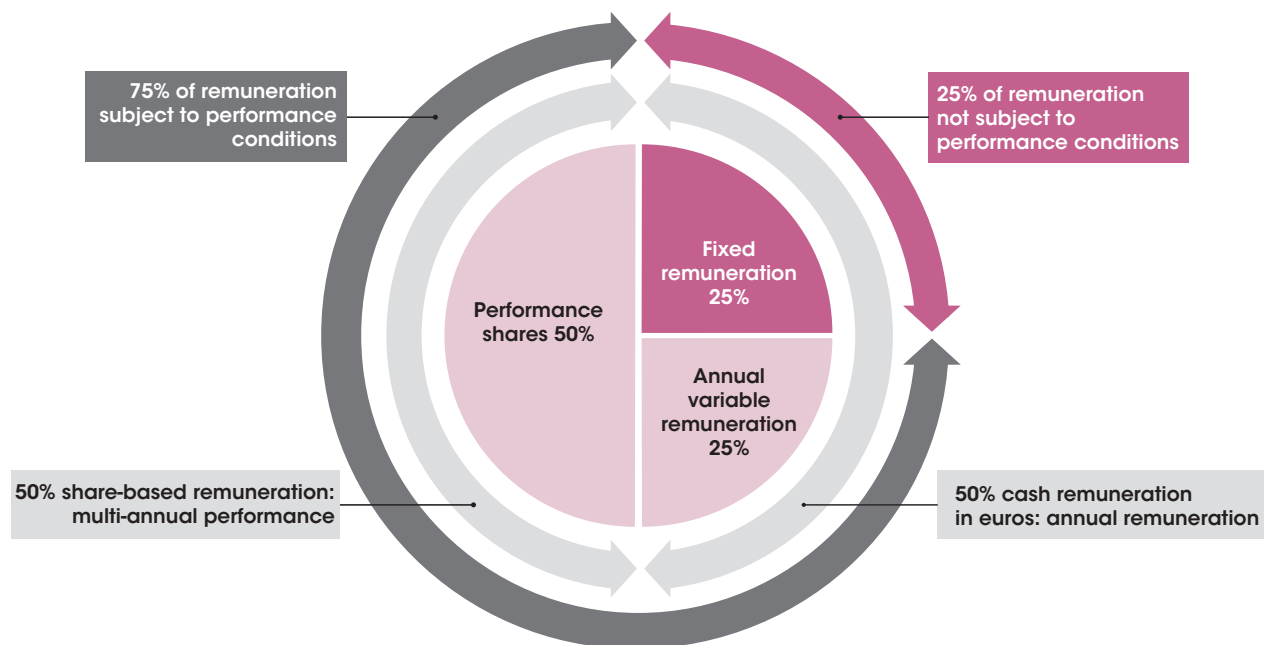 75% of remuneration
subject to performance
conditions
25% of remuneration
not subject to
performance conditions
Fixed
remuneration
25%
Performance
shares 50%
Annual
variable
remuneration
25%
50% share-based remuneration:
multi-annual performance
50% cash remuneration
in euros: annual remuneration